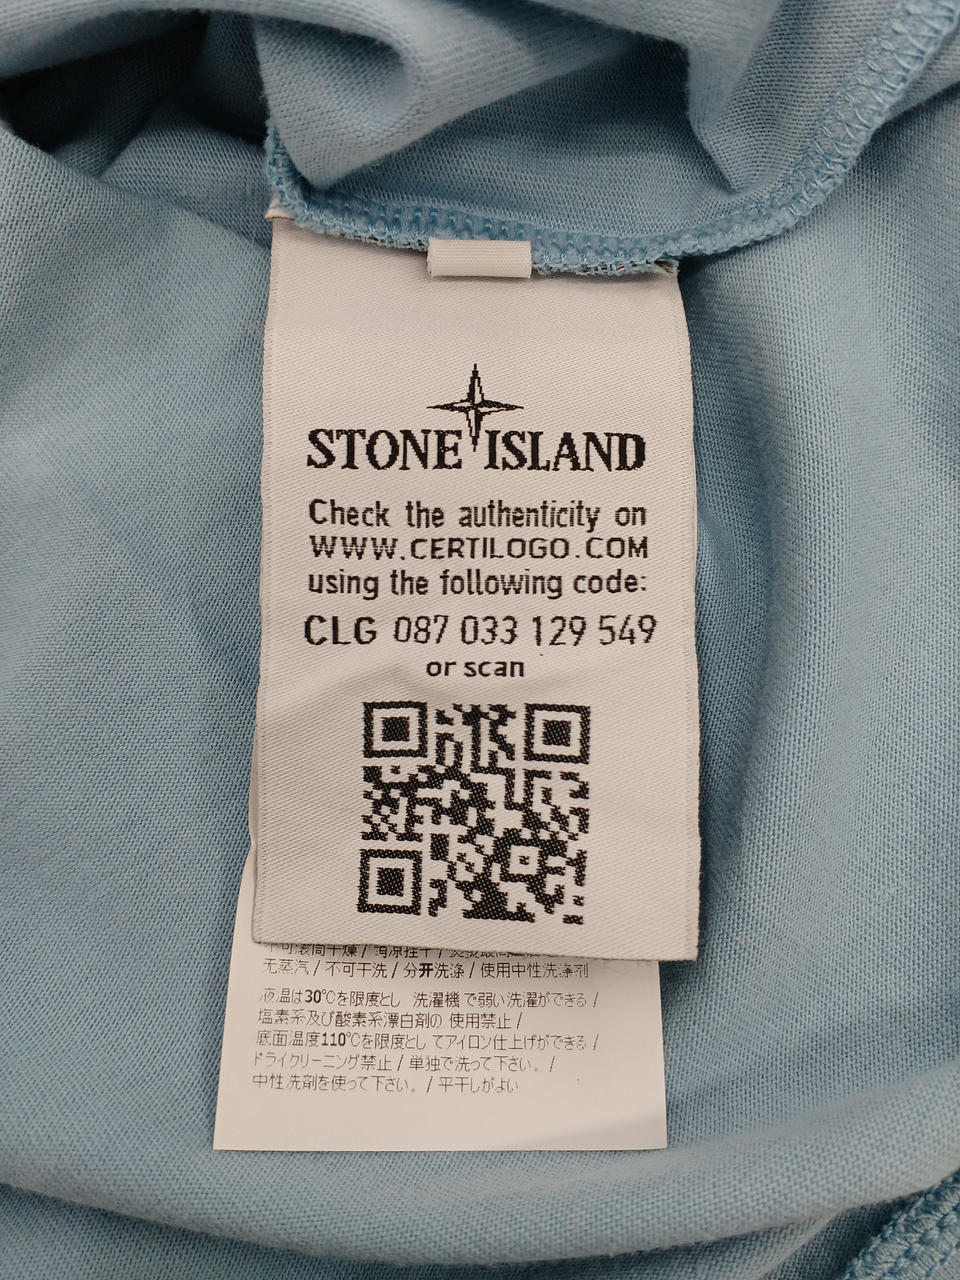 STONE ISLAND
Check the authenticity on
WWW.CERTILOGO.COM
using the following code:
CLG 087 033 129 549
or scan
无蒸汽 / 不可干洗 / 分开洗涤 / 使用中性洗涤剂
液温は30℃を限度とし 洗濯機で弱い洗濯ができる /
塩素系及び酸素系漂白剤の 使用禁止 /
底面温度110℃を限度とし てアイロン仕上げができる /
ドライクリーニング禁止 / 単独で洗って下さい。 /
中性洗剤を使って下さい。 / 平干しがよい